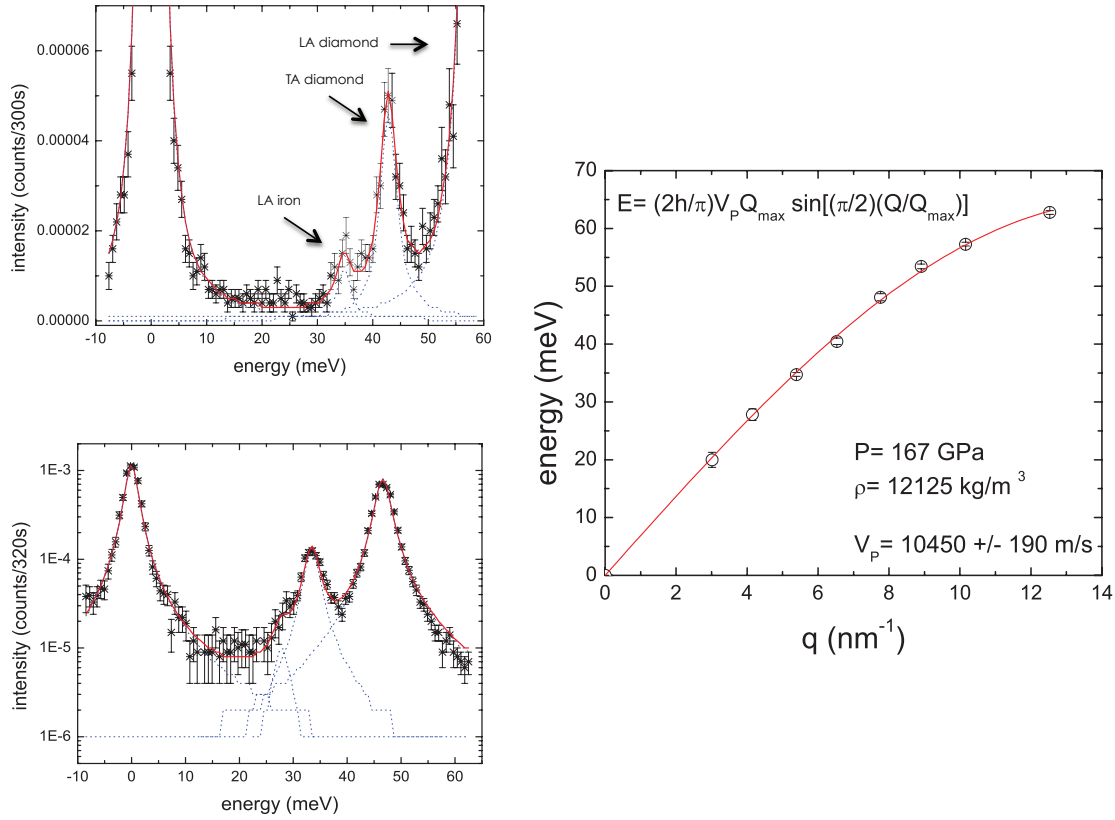 LA diamond
TA diamond
LA iron
0.00006
0.00004
0.00002
0.00000
intensity (counts/300s)
-10 0 10 20 30 40 50 60
energy (meV)
1E-3
1E-4
1E-5
1E-6
intensity (counts/320s)
-10 0 10 20 30 40 50 60
energy (meV)
E= (2h/π)V_P Q_max sin[(π/2)(Q/Q_max)]
70
60
50
40
30
20
10
0
energy (meV)
P= 167 GPa
ρ= 12125 kg/m ³
V_P= 10450 +/- 190 m/s
0 2 4 6 8 10 12 14
q (nm⁻¹)